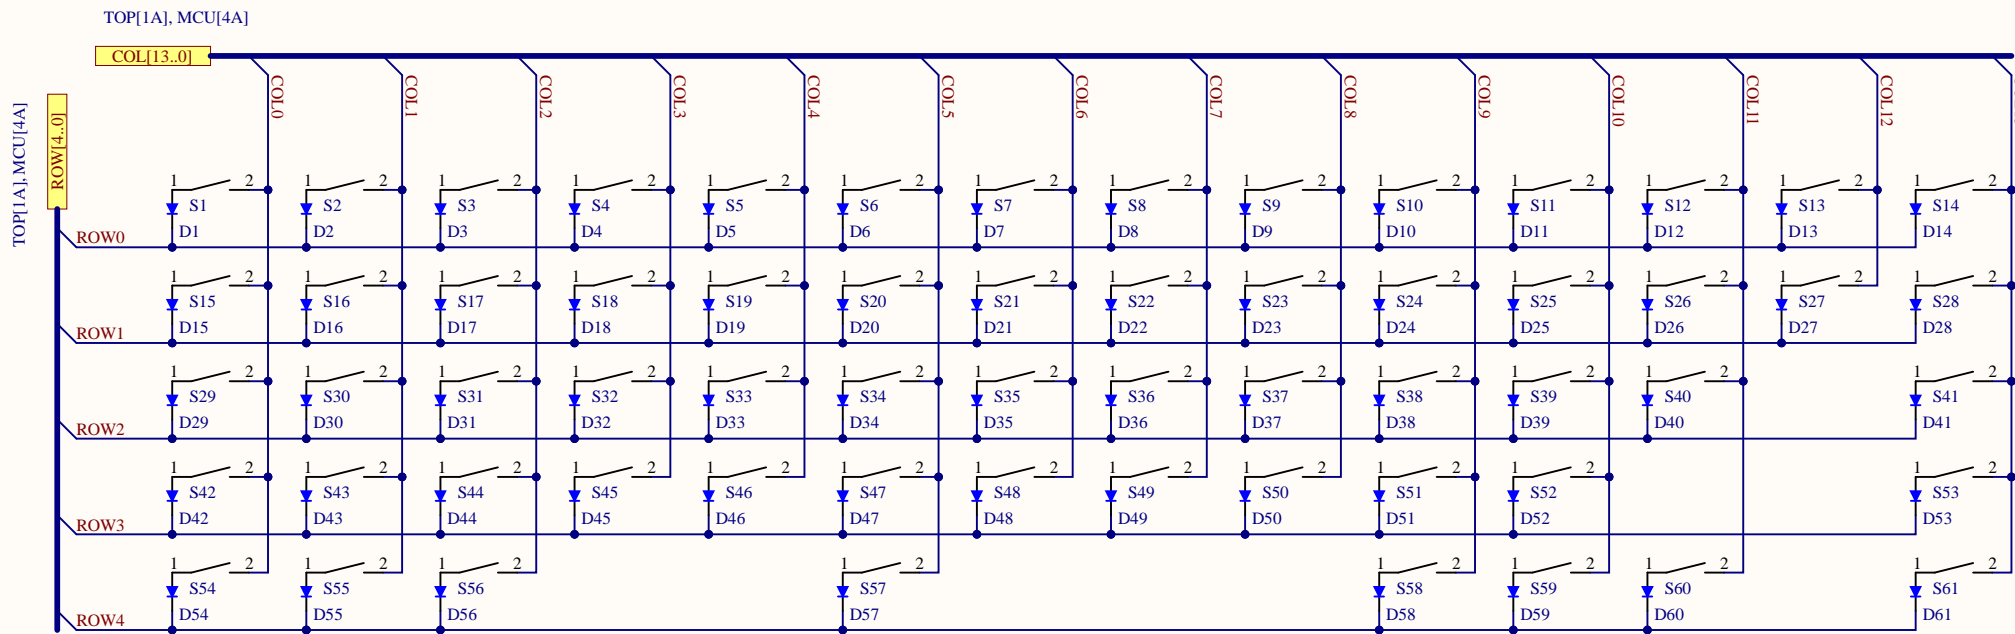 TOP[1A], MCU[4A]
COL[13..0]
TOP[1A], MCU[4A]
ROW[4..0]
COL0 COL1 COL2 COL3 COL4 COL5 COL6 COL7 COL8 COL9 COL10 COL11 COL12
1 2 1 2 1 2 1 2 1 2 1 2 1 2 1 2 1 2 1 2 1 2 1 2 1 2 1 2
S1 S2 S3 S4 S5 S6 S7 S8 S9 S10 S11 S12 S13 S14
D1 D2 D3 D4 D5 D6 D7 D8 D9 D10 D11 D12 D13 D14
ROW0
1 2 1 2 1 2 1 2 1 2 1 2 1 2 1 2 1 2 1 2 1 2 1 2 1 2 1 2
S15 S16 S17 S18 S19 S20 S21 S22 S23 S24 S25 S26 S27 S28
D15 D16 D17 D18 D19 D20 D21 D22 D23 D24 D25 D26 D27 D28
ROW1
1 2 1 2 1 2 1 2 1 2 1 2 1 2 1 2 1 2 1 2 1 2 1 2 1 2
S29 S30 S31 S32 S33 S34 S35 S36 S37 S38 S39 S40 S41
D29 D30 D31 D32 D33 D34 D35 D36 D37 D38 D39 D40 D41
ROW2
1 2 1 2 1 2 1 2 1 2 1 2 1 2 1 2 1 2 1 2 1 2 1 2
S42 S43 S44 S45 S46 S47 S48 S49 S50 S51 S52 S53
D42 D43 D44 D45 D46 D47 D48 D49 D50 D51 D52 D53
ROW3
1 2 1 2 1 2 1 2 1 2 1 2 1 2 1 2
S54 S55 S56 S57 S58 S59 S60 S61
D54 D55 D56 D57 D58 D59 D60 D61
ROW4